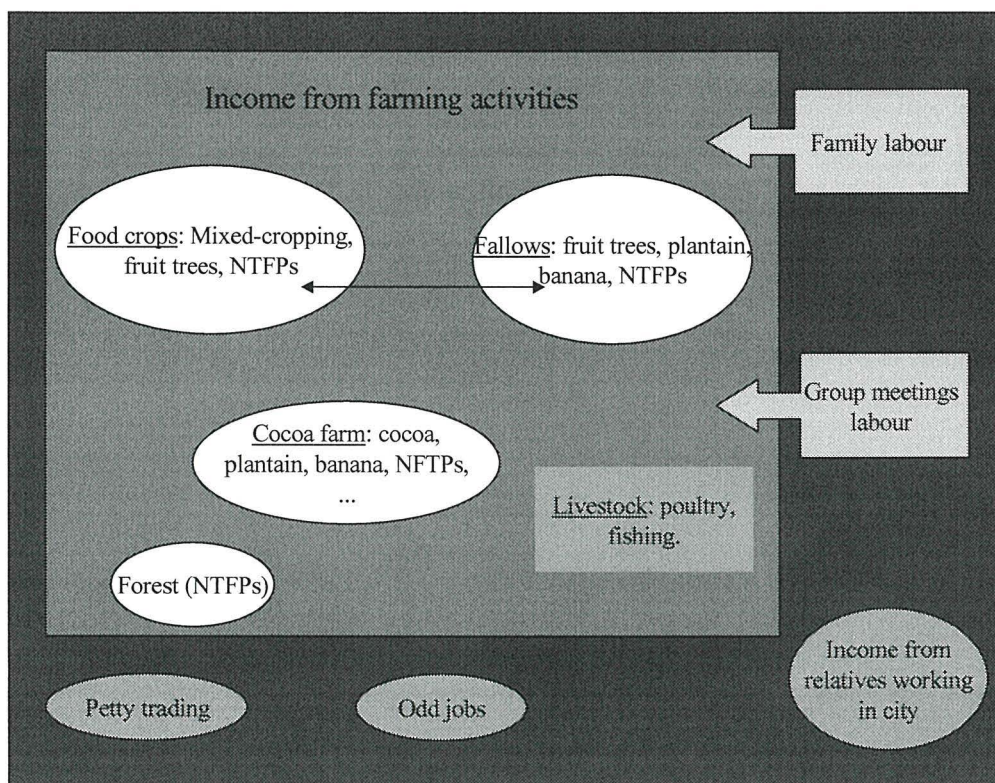 Income from farming activities
Family labour
Food crops: Mixed-cropping,
fruit trees, NTFPs
Fallows: fruit trees, plantain,
banana, NTFPs
Group meetings
labour
Cocoa farm: cocoa,
plantain, banana, NFTPs,
...
Livestock: poultry,
fishing.
Forest (NTFPs)
Income from
relatives working
in city
Petty trading
Odd jobs